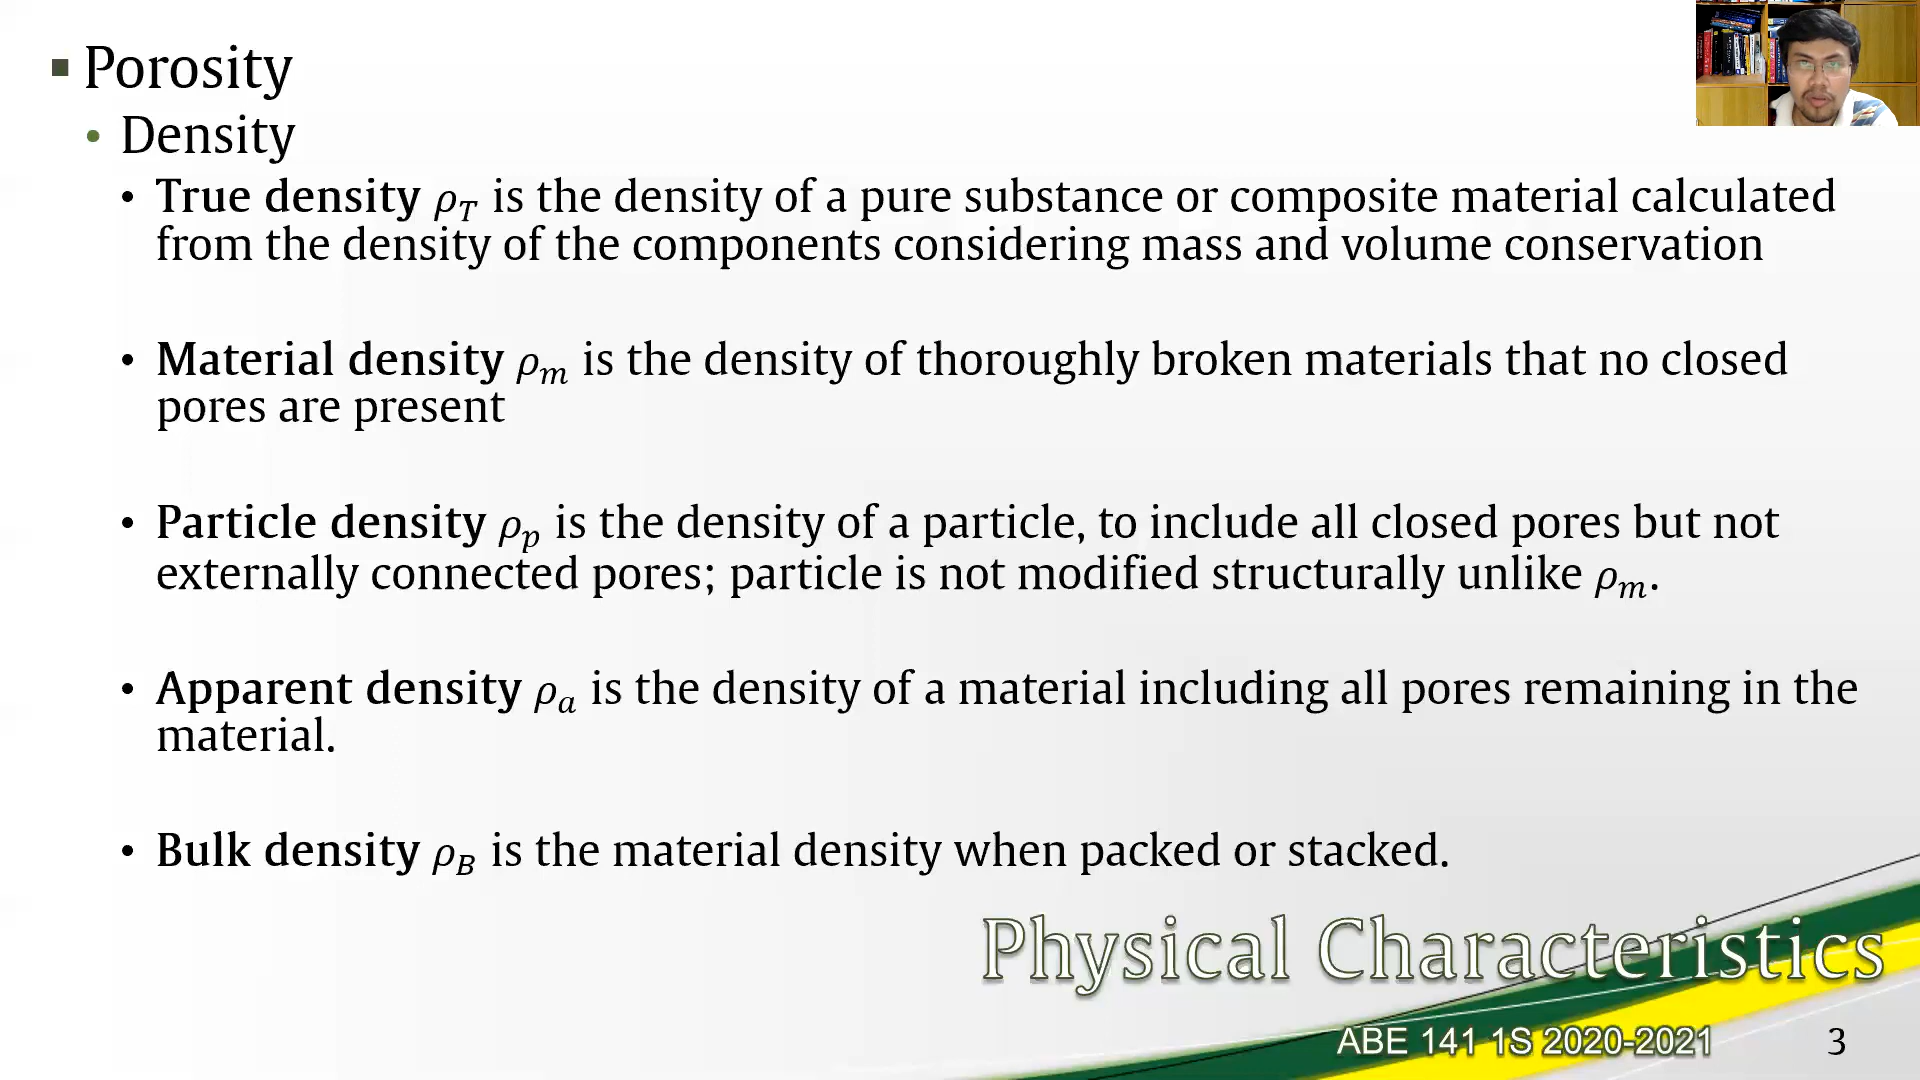 Porosity
Density
True density ρT is the density of a pure substance or composite material calculated
from the density of the components considering mass and volume conservation
Material density ρm is the density of thoroughly broken materials that no closed
pores are present
Particle density ρp is the density of a particle, to include all closed pores but not
externally connected pores; particle is not modified structurally unlike ρm.
Apparent density ρa is the density of a material including all pores remaining in the
material.
Bulk density ρB is the material density when packed or stacked.
Physical Characteristics
ABE 141 1S 2020-2021
3